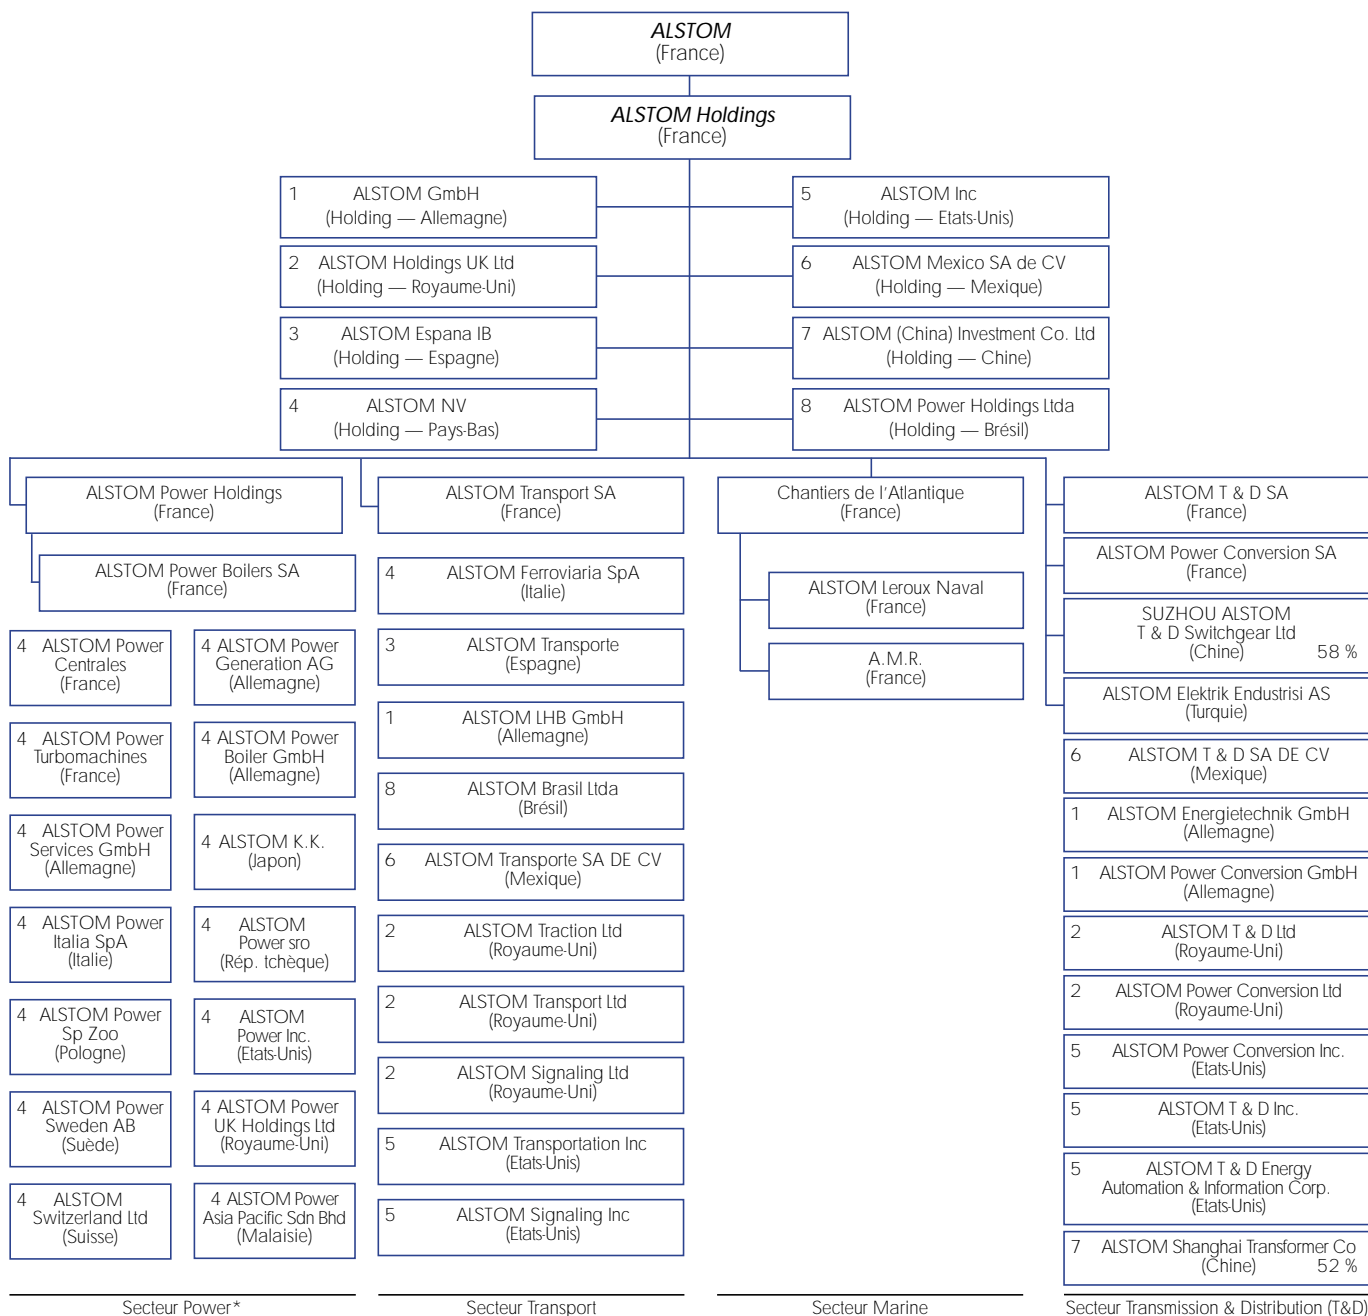 ALSTOM
(France)
ALSTOM Holdings
(France)
1 ALSTOM GmbH
(Holding — Allemagne)
5 ALSTOM Inc
(Holding — Etats-Unis)
2 ALSTOM Holdings UK Ltd
(Holding — Royaume-Uni)
6 ALSTOM Mexico SA de CV
(Holding — Mexique)
3 ALSTOM Espana IB
(Holding — Espagne)
7 ALSTOM (China) Investment Co. Ltd
(Holding — Chine)
4 ALSTOM NV
(Holding — Pays-Bas)
8 ALSTOM Power Holdings Ltda
(Holding — Brésil)
ALSTOM Power Holdings
(France)
ALSTOM Power Boilers SA
(France)
4 ALSTOM Power
Centrales
(France)
4 ALSTOM Power
Generation AG
(Allemagne)
4 ALSTOM Power
Turbomachines
(France)
4 ALSTOM Power
Boiler GmbH
(Allemagne)
4 ALSTOM Power
Services GmbH
(Allemagne)
4 ALSTOM K.K.
(Japon)
4 ALSTOM Power
Italia SpA
(Italie)
4 ALSTOM
Power sro
(Rép. tchèque)
4 ALSTOM Power
Sp Zoo
(Pologne)
4 ALSTOM
Power Inc.
(Etats-Unis)
4 ALSTOM Power
Sweden AB
(Suède)
4 ALSTOM Power
UK Holdings Ltd
(Royaume-Uni)
4 ALSTOM
Switzerland Ltd
(Suisse)
4 ALSTOM Power
Asia Pacific Sdn Bhd
(Malaisie)
Secteur Power*
ALSTOM Transport SA
(France)
4 ALSTOM Ferroviaria SpA
(Italie)
3 ALSTOM Transporte
(Espagne)
1 ALSTOM LHB GmbH
(Allemagne)
8 ALSTOM Brasil Ltda
(Brésil)
6 ALSTOM Transporte SA DE CV
(Mexique)
2 ALSTOM Traction Ltd
(Royaume-Uni)
2 ALSTOM Transport Ltd
(Royaume-Uni)
2 ALSTOM Signaling Ltd
(Royaume-Uni)
5 ALSTOM Transportation Inc
(Etats-Unis)
5 ALSTOM Signaling Inc
(Etats-Unis)
Secteur Transport
Chantiers de l'Atlantique
(France)
ALSTOM Leroux Naval
(France)
A.M.R.
(France)
Secteur Marine
ALSTOM T & D SA
(France)
ALSTOM Power Conversion SA
(France)
SUZHOU ALSTOM
T & D Switchgear Ltd
(Chine) 58 %
ALSTOM Elektrik Endustrisi AS
(Turquie)
6 ALSTOM T & D SA DE CV
(Mexique)
1 ALSTOM Energietechnik GmbH
(Allemagne)
1 ALSTOM Power Conversion GmbH
(Allemagne)
2 ALSTOM T & D Ltd
(Royaume-Uni)
2 ALSTOM Power Conversion Ltd
(Royaume-Uni)
5 ALSTOM Power Conversion Inc.
(Etats-Unis)
5 ALSTOM T & D Inc.
(Etats-Unis)
5 ALSTOM T & D Energy
Automation & Information Corp.
(Etats-Unis)
7 ALSTOM Shanghai Transformer Co
(Chine) 52 %
Secteur Transmission & Distribution (T&D)